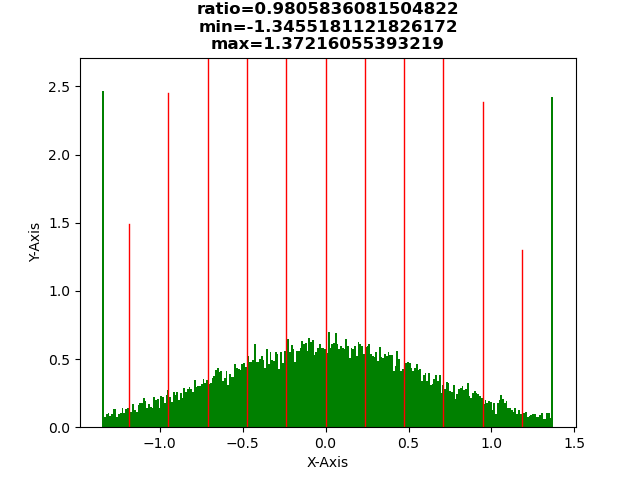 ratio=0.9805836081504822
min=-1.3455181121826172
max=1.37216055393219
2.5
2.0
1.5
1.0
0.5
0.0
Y-Axis
−1.0 −0.5 0.0 0.5 1.0 1.5
X-Axis